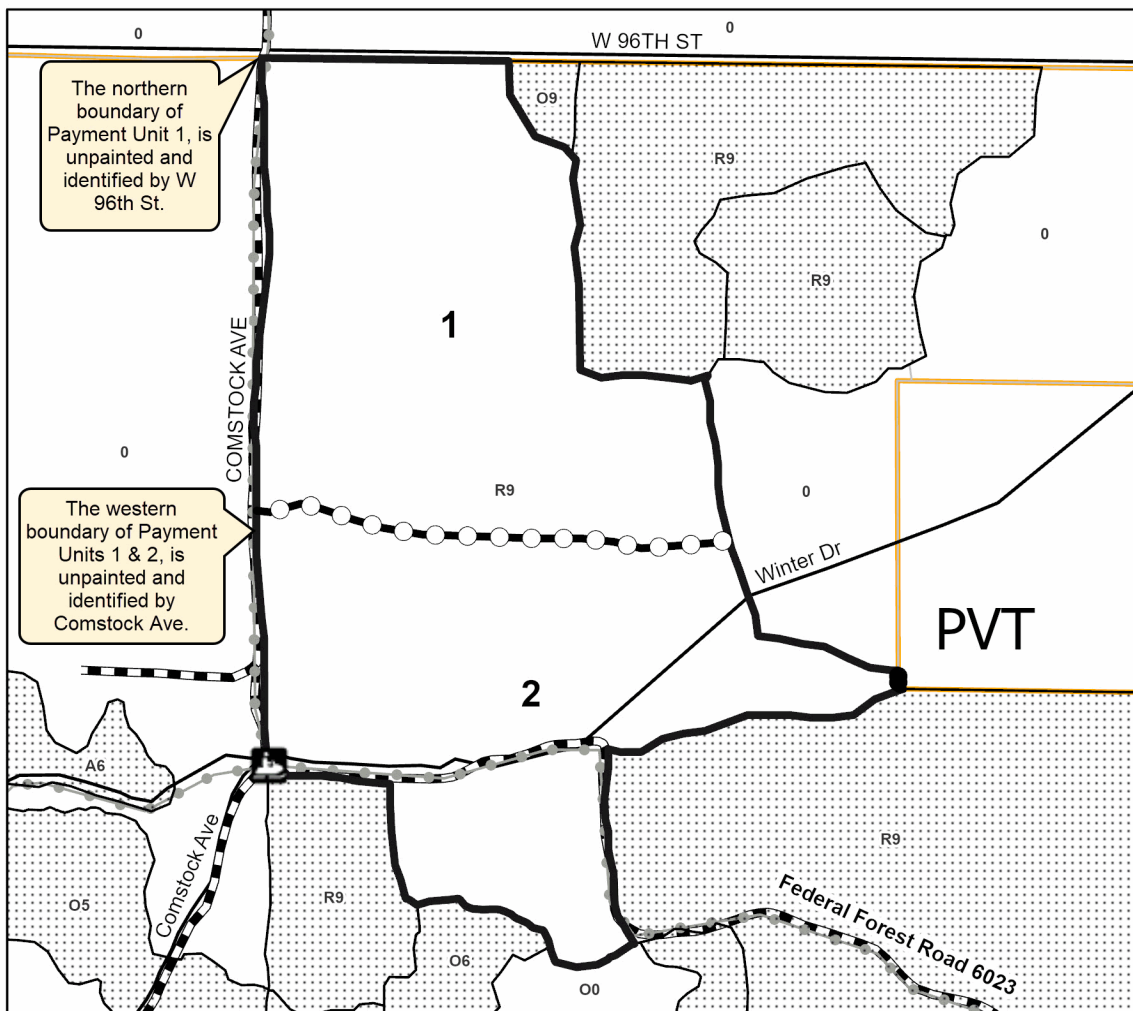 0
0
W 96TH ST
The northern
boundary of
Payment Unit 1, is
unpainted and
identified by W
96th St.
O9
R9
0
R9
1
COMSTOCK AVE
0
R9
0
The western
boundary of Payment
Units 1 & 2, is
unpainted and
identified by
Comstock Ave.
Winter Dr
PVT
2
A6
R9
Comstock Ave
R9
O5
Federal Forest Road 6023
O6
O0